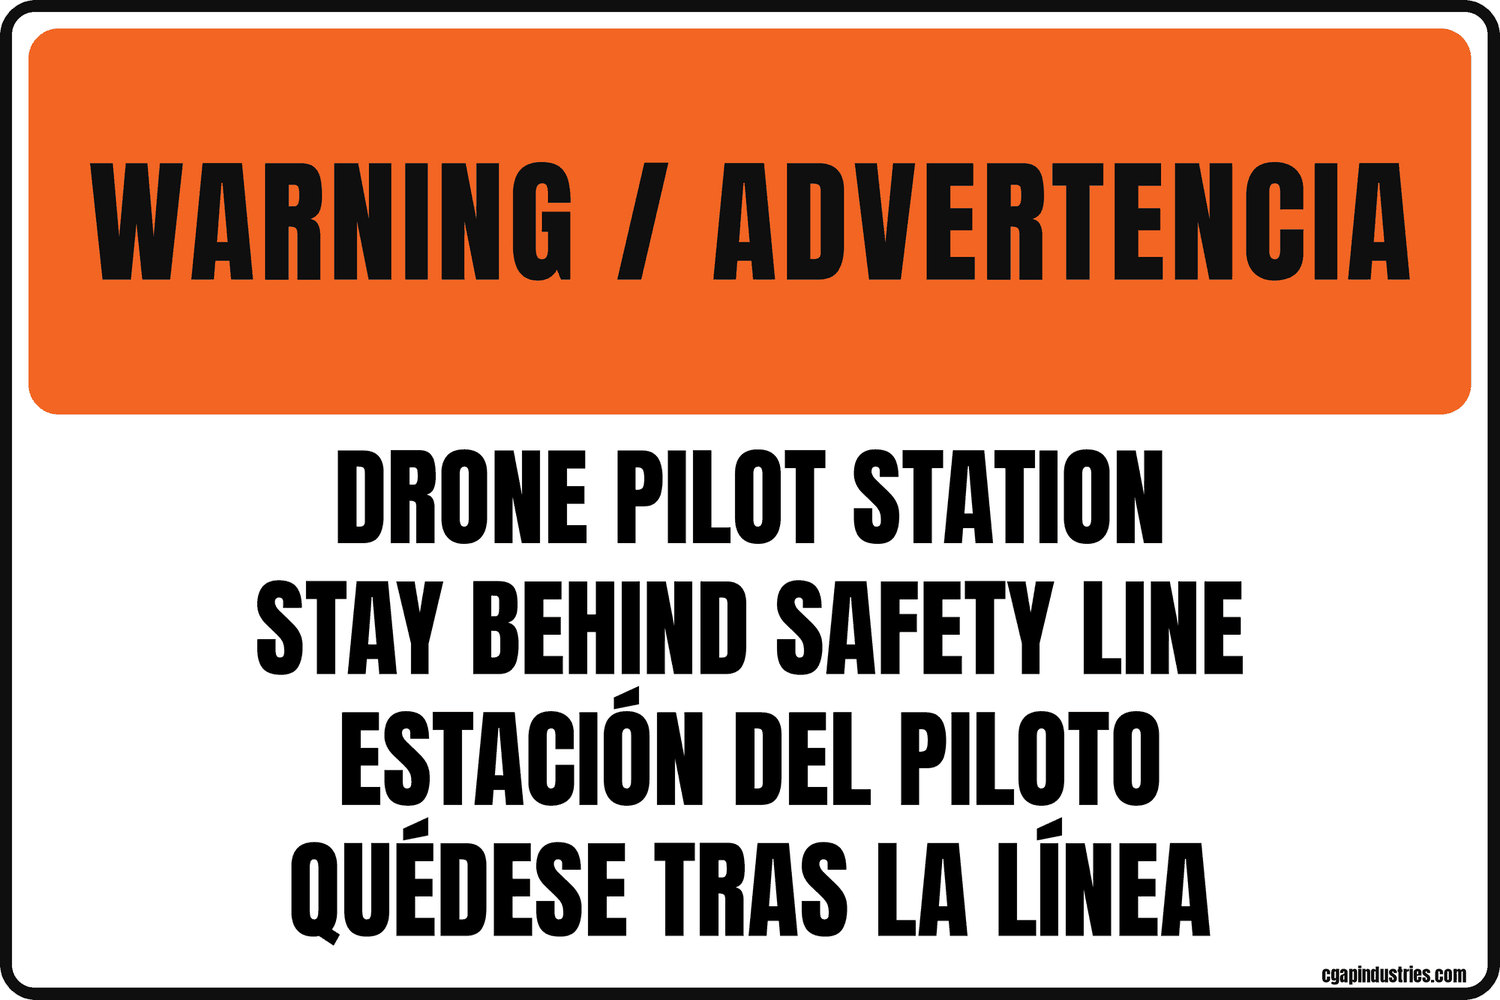 WARNING / ADVERTENCIA
DRONE PILOT STATION
STAY BEHIND SAFETY LINE
ESTACIÓN DEL PILOTO
QUÉDESE TRAS LA LÍNEA
cgapindustries.com